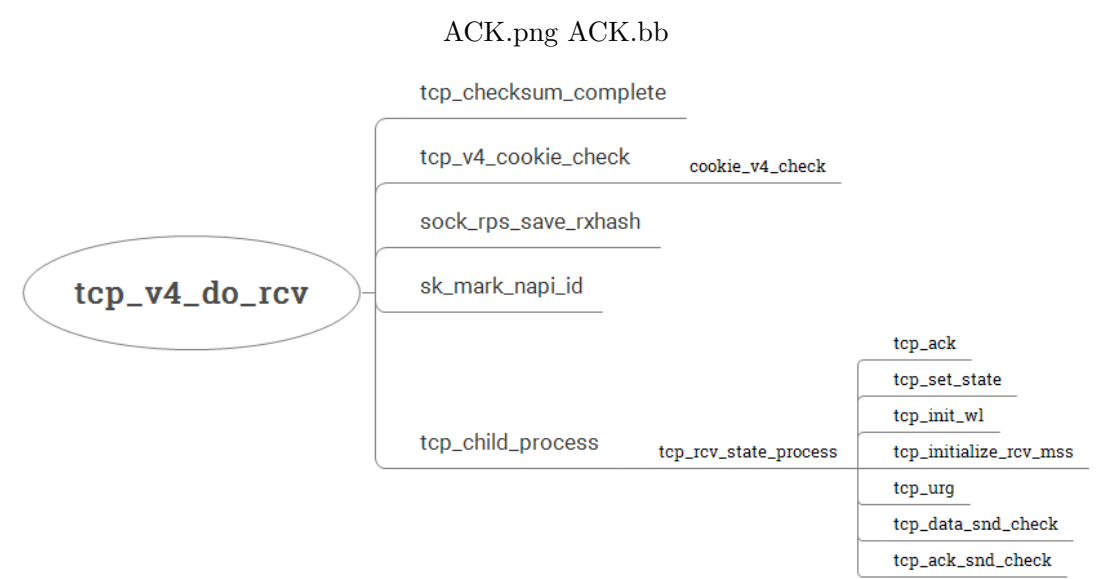 ACK.png ACK.bb
tcp_v4_do_rcv
tcp_checksum_complete
tcp_v4_cookie_check
cookie_v4_check
sock_rps_save_rxhash
sk_mark_napi_id
tcp_child_process
tcp_rcv_state_process
tcp_ack
tcp_set_state
tcp_init_wl
tcp_initialize_rcv_mss
tcp_urg
tcp_data_snd_check
tcp_ack_snd_check